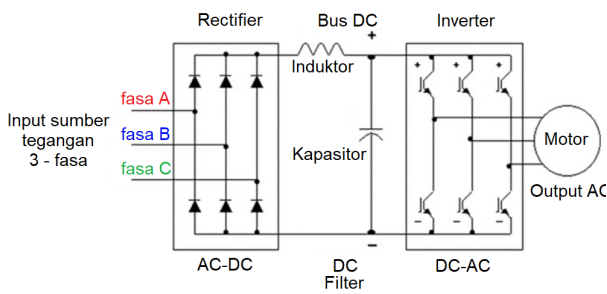 Rectifier
Bus DC
Inverter
+
Induktor
+
+
+
fasa A
Input sumber
tegangan
3 - fasa
fasa B
Kapasitor
Motor
fasa C
Output AC
-
-
-
-
AC-DC
DC
Filter
DC-AC